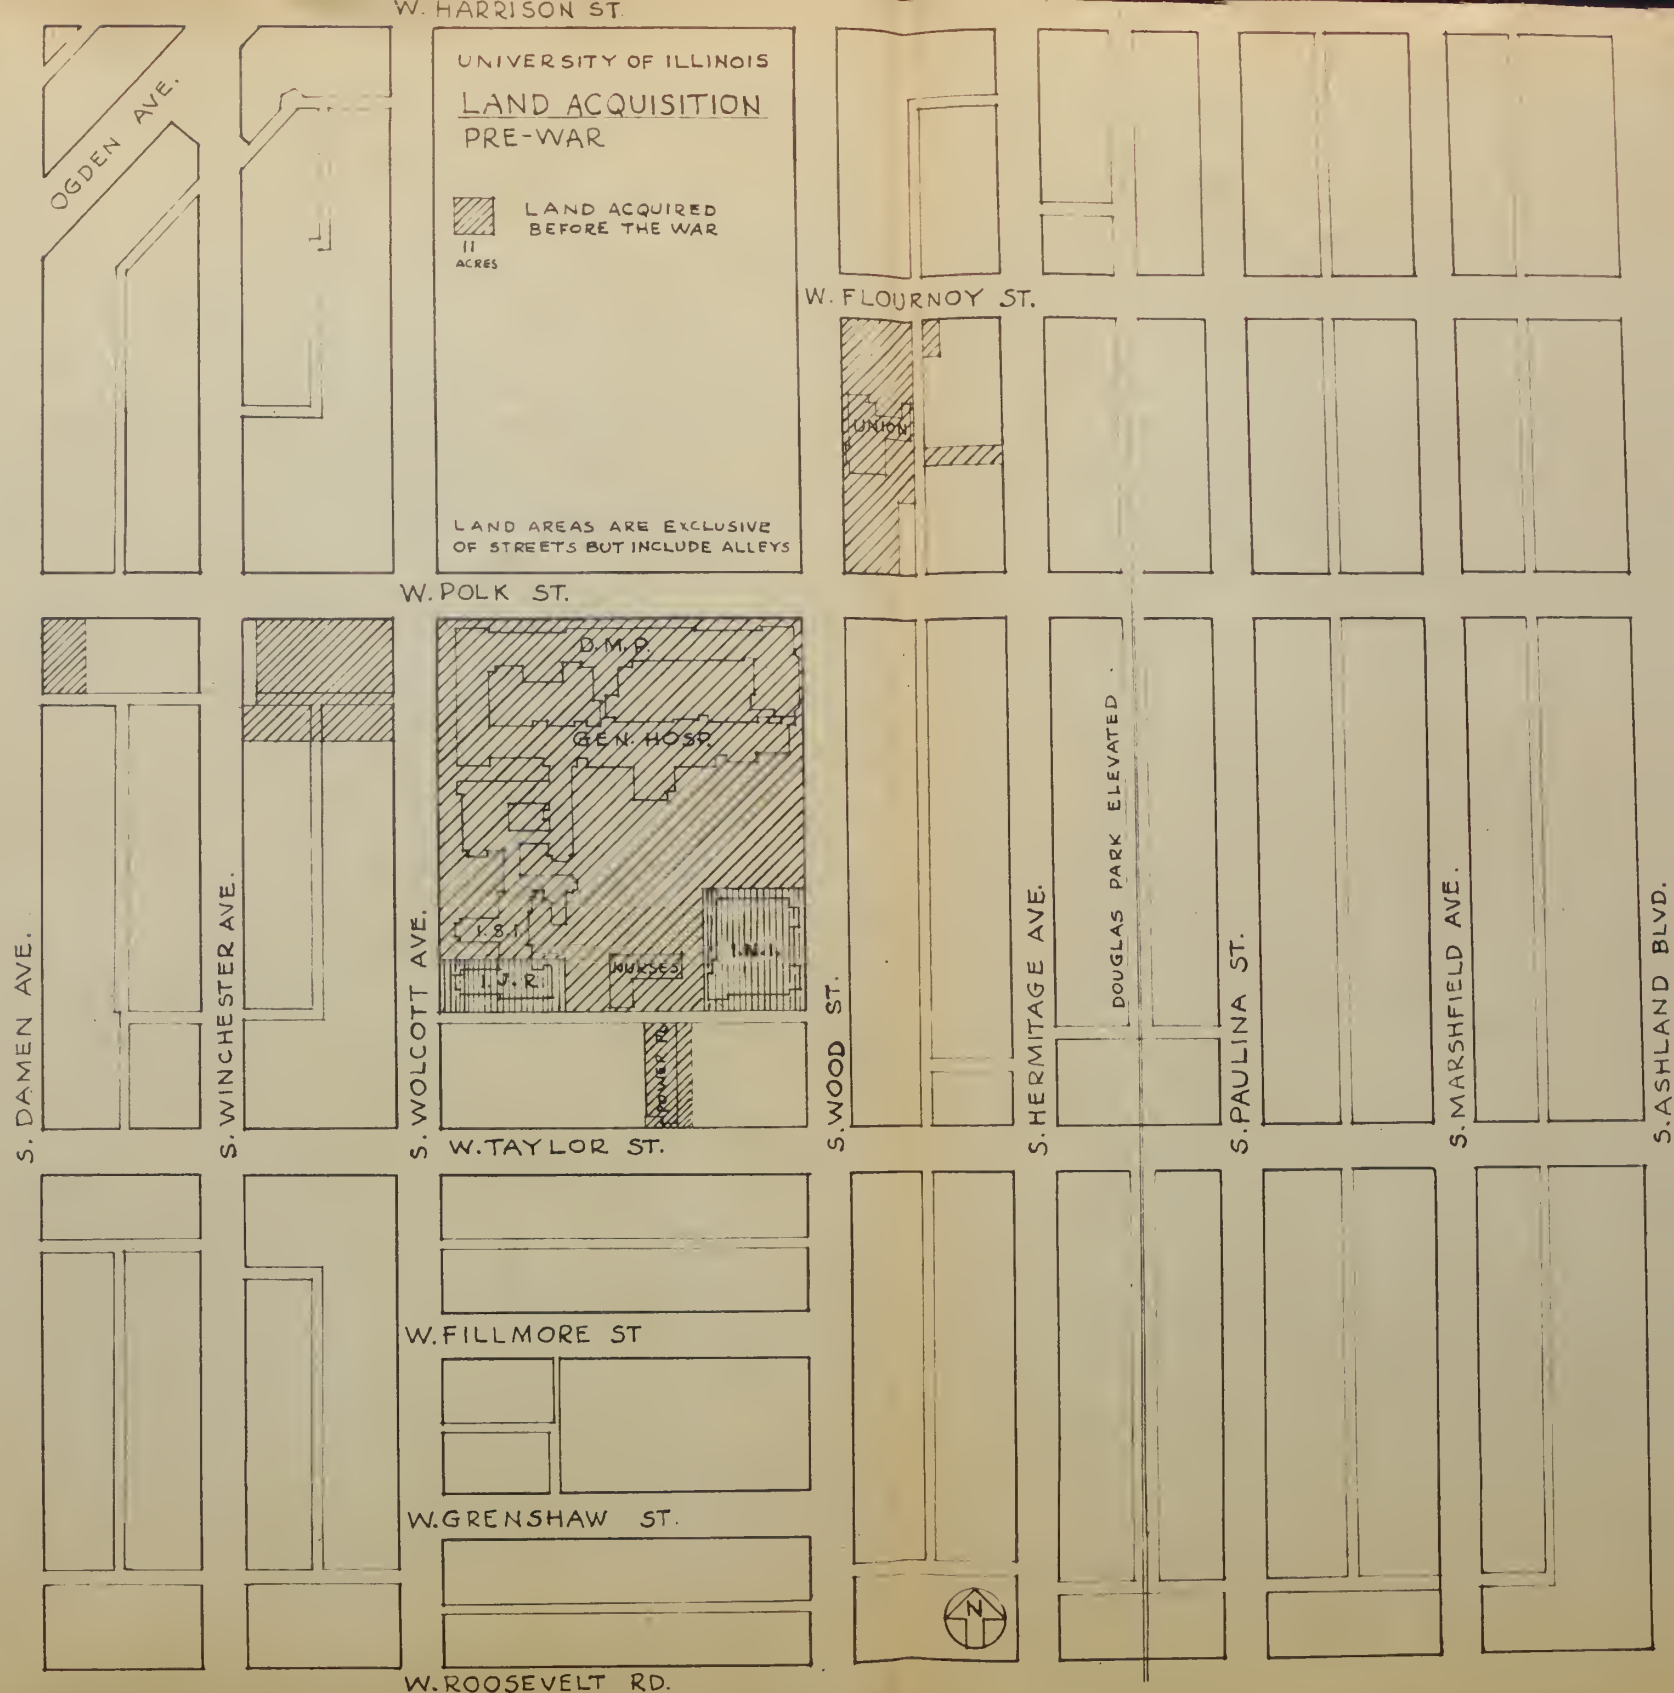 W. HARRISON ST.
UNIVERSITY OF ILLINOIS
LAND ACQUISITION
PRE-WAR
LAND ACQUIRED
BEFORE THE WAR
11
ACRES
OGDEN AVE.
W. FLOURNOY ST.
UNION
LAND AREAS ARE EXCLUSIVE
OF STREETS BUT INCLUDE ALLEYS
W. POLK ST.
D.M.P.
GEN. HOSP.
I.S.I.
I.J.R
NURSES
I.N.I.
DOUGLAS PARK ELEVATED
S. DAMEN AVE.
S. WINCHESTER AVE.
S. WOLCOTT AVE.
S. WOOD ST.
S. HERMITAGE AVE.
S. PAULINA ST.
S. MARSHFIELD AVE.
S. ASHLAND BLVD.
POWER
W. TAYLOR ST.
W. FILLMORE ST
W. GRENSHAW ST.
N
W. ROOSEVELT RD.